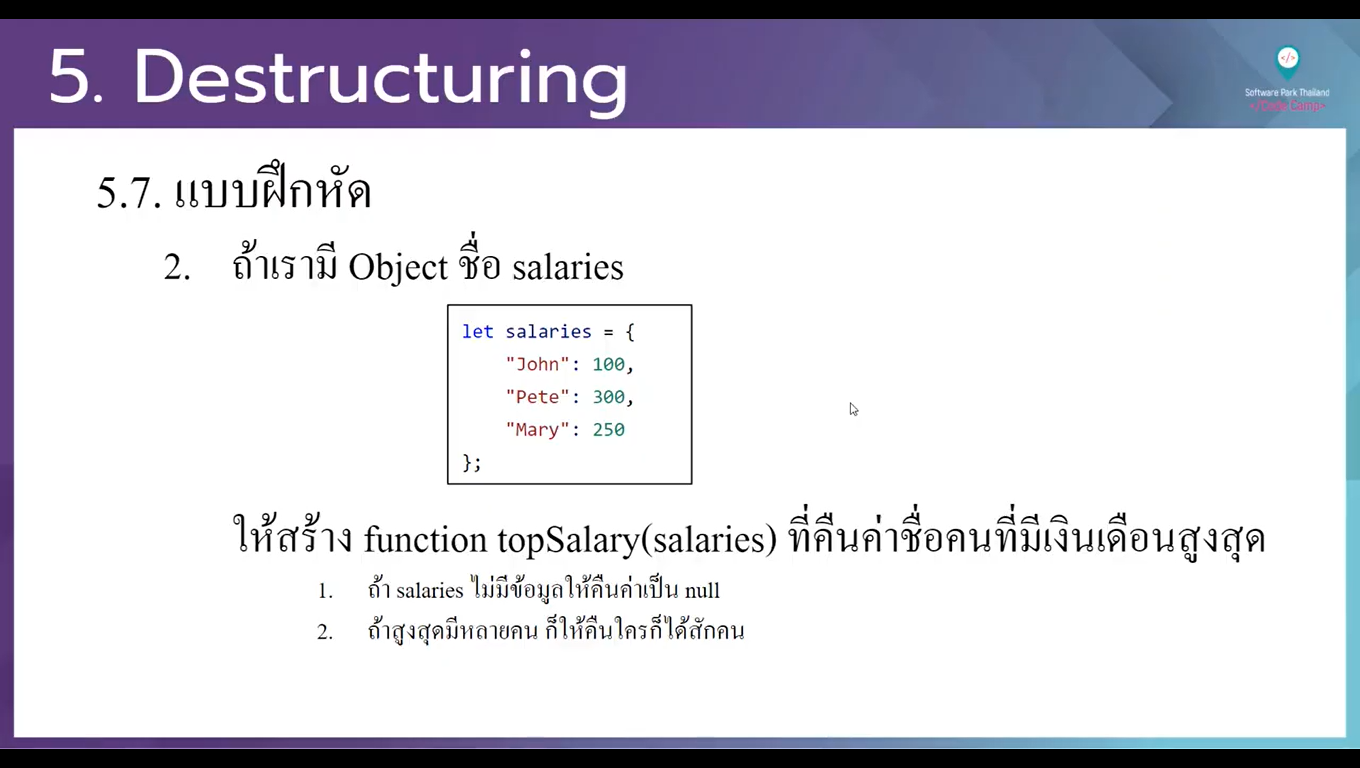 5. Destructuring
</>
Software Park Thailand
</Code Camp>
5.7. แบบฝึกหัด
2. ถ้าเรามี Object ชื่อ salaries
let salaries = {
"John": 100,
"Pete": 300,
"Mary": 250
};
ให้สร้าง function topSalary(salaries) ที่คืนค่าชื่อคนที่มีเงินเดือนสูงสุด
1. ถ้า salaries ไม่มีข้อมูลให้คืนค่าเป็น null
2. ถ้าสูงสุดมีหลายคน ก็ให้คืนใครก็ได้สักคน